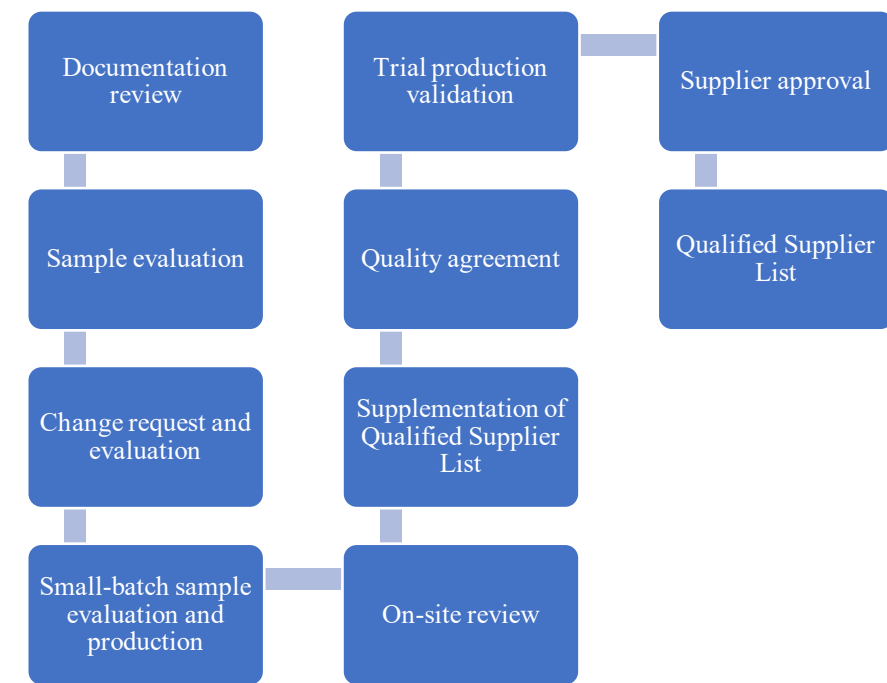 Documentation
review
Sample evaluation
Change request and
evaluation
Small-batch sample
evaluation and
production
On-site review
Supplementation of
Qualified Supplier
List
Quality agreement
Trial production
validation
Supplier approval
Qualified Supplier
List